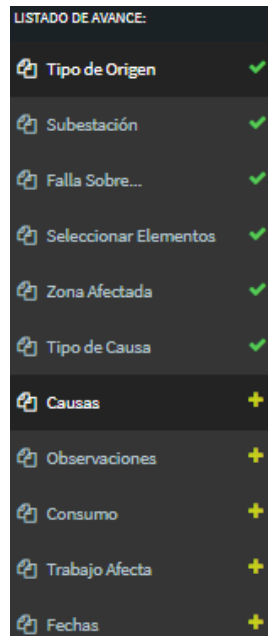 LISTADO DE AVANCE:
Tipo de Origen
Subestación
Falla Sobre...
Seleccionar Elementos
Zona Afectada
Tipo de Causa
Causas
Observaciones
Consumo
Trabajo Afecta
Fechas